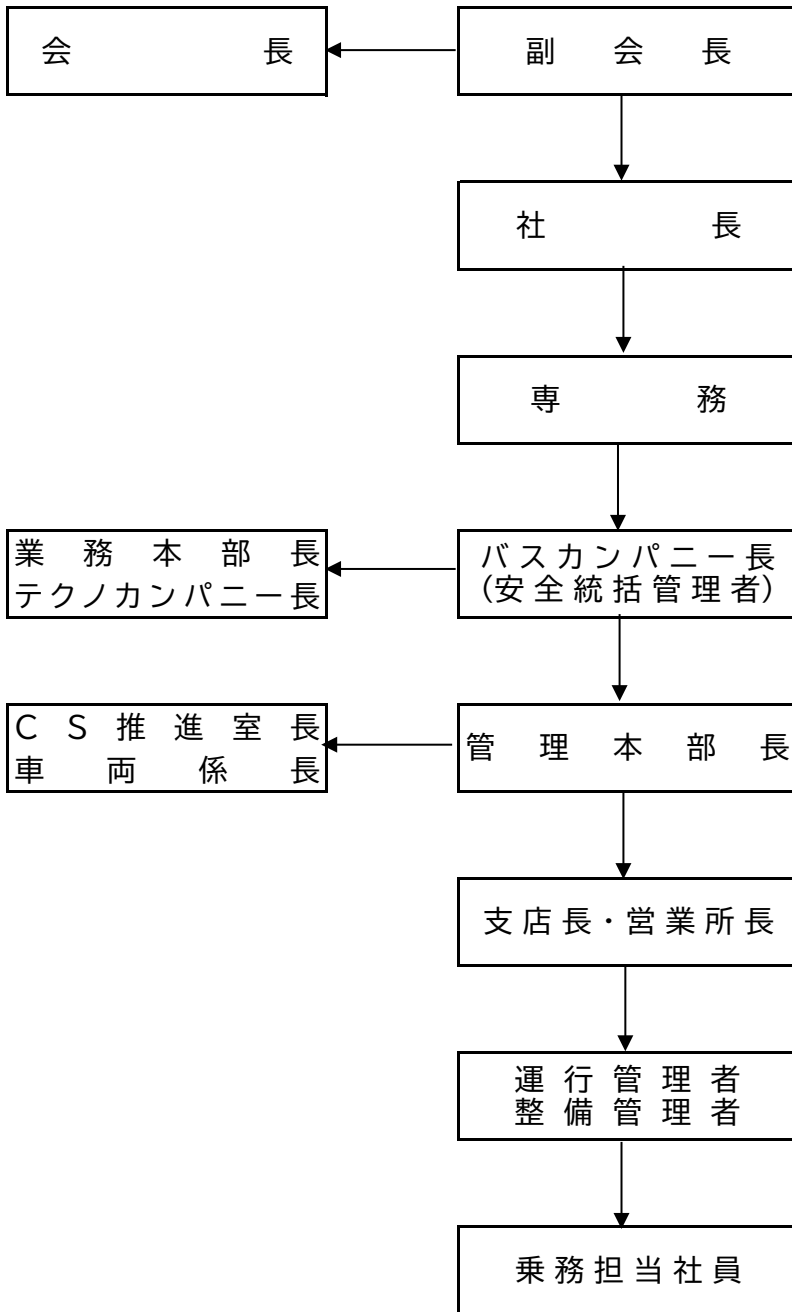 会長
副会長
社長
専務
業務本部長
テクノカンパニー長
バスカンパニー長
(安全統括管理者)
CS推進室長
車両係長
管理本部長
支店長・営業所長
運行管理者
整備管理者
乗務担当社員